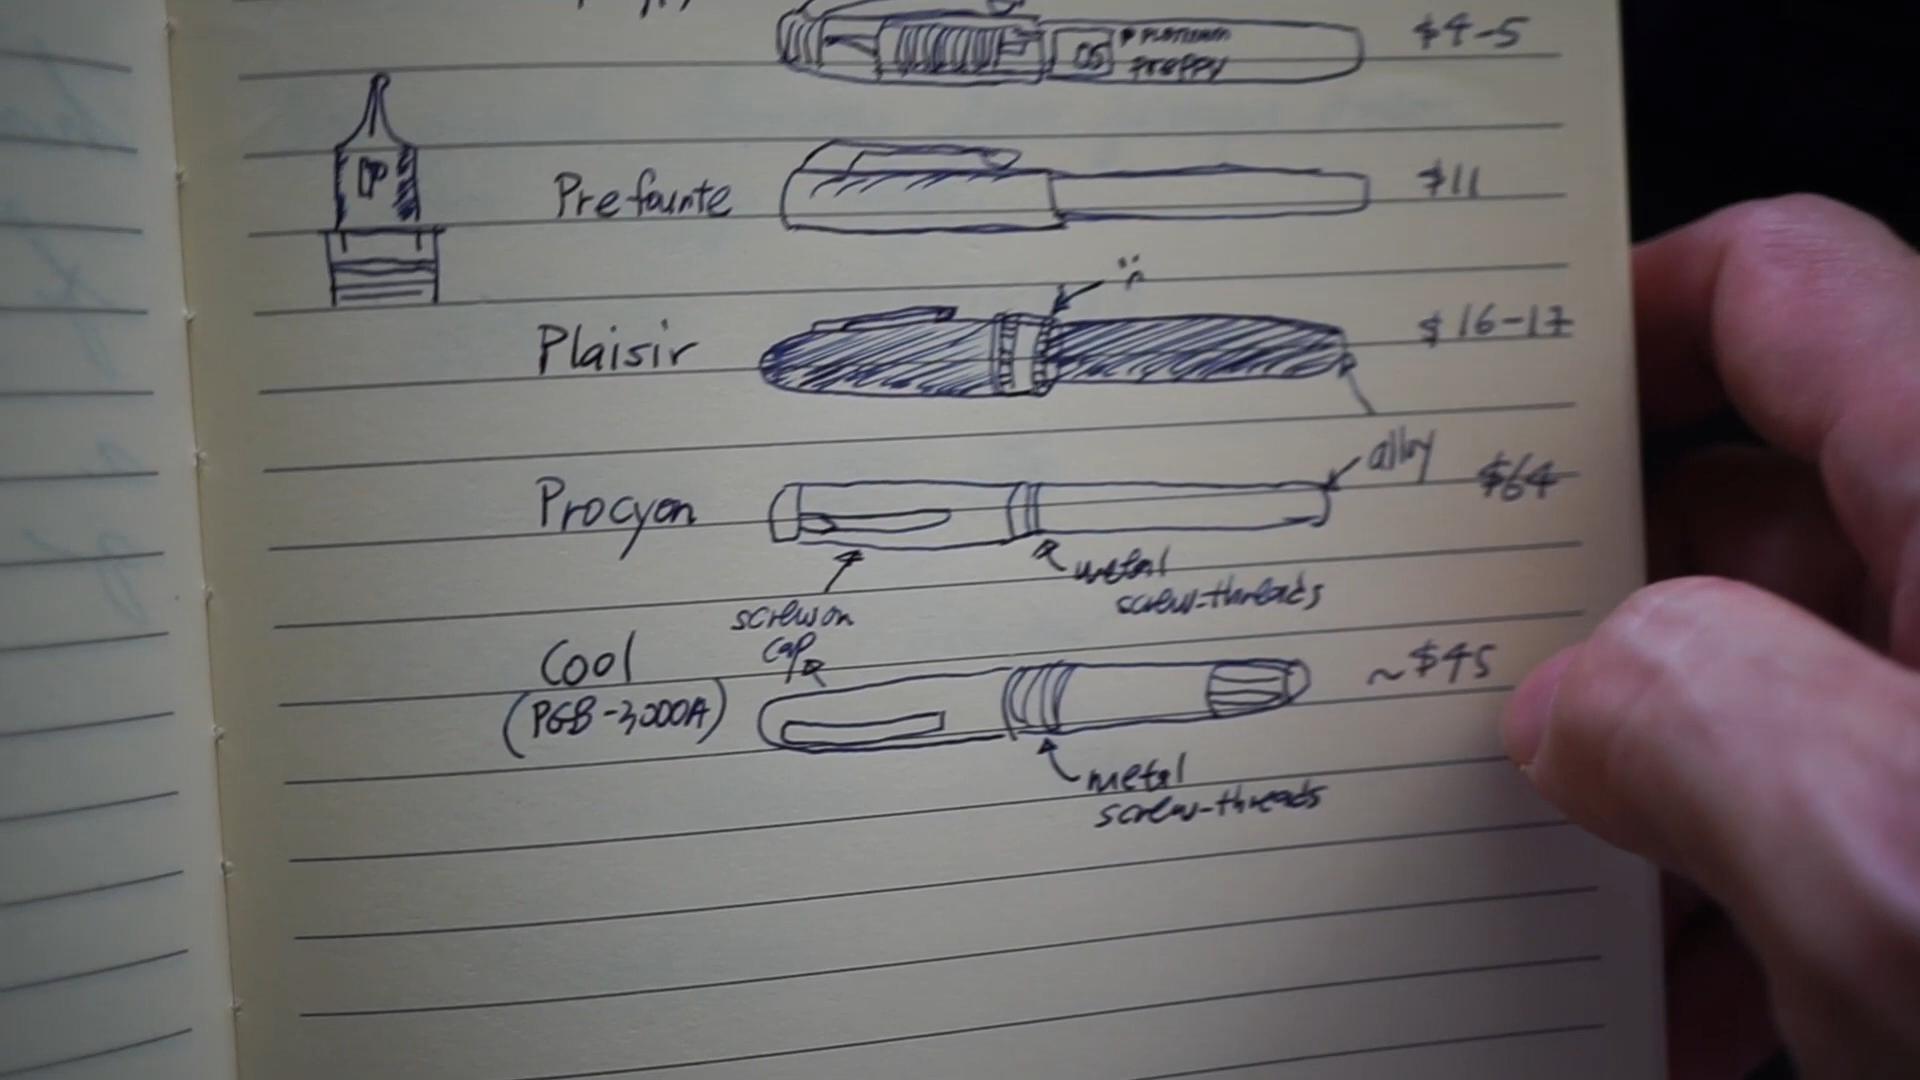 $4-5
05
PLATINUM
Preppy
P
Prefounte
$11
Plaisir
$16-17
Procyon
alloy
$64
metal
screw-threads
screw on
cap
Cool
(PGB-3000A)
~$45
metal
screw-threads